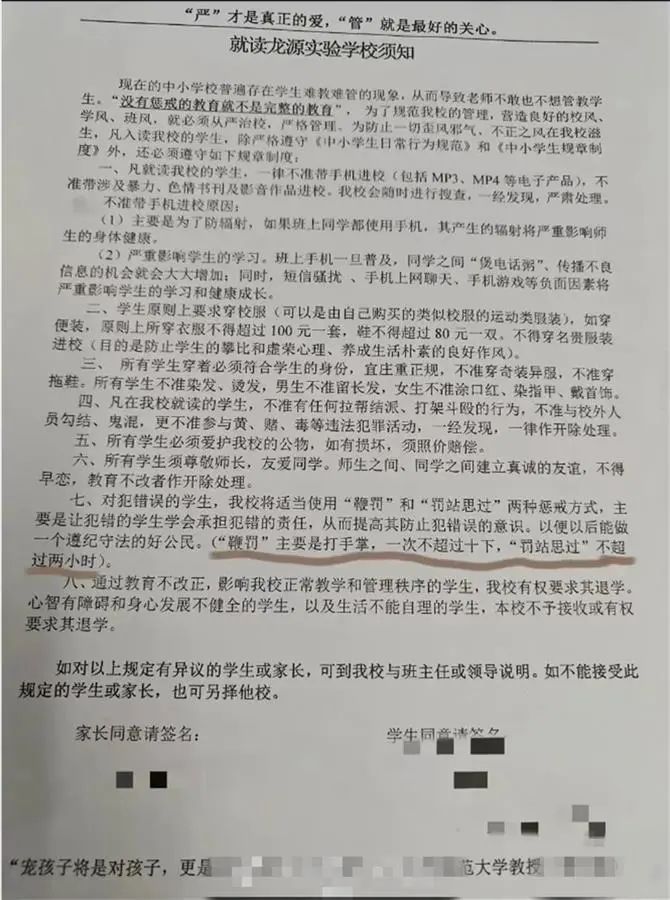 “严”才是真正的爱，“管”就是最好的关心。
就读龙源实验学校须知
现在的中小学校普遍存在学生难教难管的现象，从而导致老师不敢也不想管教学
生。“没有惩戒的教育就不是完整的教育”，为了规范我校的管理，营造良好的校风、
学风、班风，就必须从严治校，严格管理。为防止一切歪风邪气、不正之风在我校滋
生，凡入读我校的学生，除严格遵守《中小学生日常行为规范》和《中小学生规章制
度》外，还必须遵守如下规章制度：
一、凡就读我校的学生，一律不准带手机进校（包括 MP3、MP4 等电子产品），不
准带涉及暴力、色情书刊及影音作品进校。我校会随时进行搜查，一经发现，严肃处理。
不准带手机进校原因：
（1）主要是为了防辐射，如果班上同学都使用手机，其产生的辐射将严重影响师
生的身体健康。
（2）严重影响学生的学习。班上手机一旦普及，同学之间“煲电话粥”、传播不良
信息的机会就会大大增加；同时，短信骚扰 、手机上网聊天、手机游戏等负面因素将
严重影响学生的学习和健康成长。
二、学生原则上要求穿校服（可以是由自己购买的类似校服的运动类服装），如穿
便装，原则上所穿衣服不得超过 100 元一套，鞋不得超过 80 元一双。不得穿名贵服装
进校（目的是防止学生的攀比和虚荣心理、养成生活朴素的良好作风）。
三、 所有学生穿着必须符合学生的身份，宜庄重正规，不准穿奇装异服，不准穿
拖鞋。所有学生不准染发、烫发，男生不准留长发，女生不准涂口红、染指甲、戴首饰。
四、凡在我校就读的学生，不准有任何拉帮结派、打架斗殴的行为，不准与校外人
员勾结、鬼混，更不准参与黄、赌、毒等违法犯罪活动，一经发现，一律作开除处理。
五、所有学生必须爱护我校的公物，如有损坏，须照价赔偿。
六、所有学生须尊敬师长，友爱同学。师生之间、同学之间建立真诚的友谊，不得
早恋，教育不改者作开除处理。
七、对犯错误的学生，我校将适当使用“鞭罚”和“罚站思过”两种惩戒方式，主
要是让犯错的学生学会承担犯错的责任，从而提高其防止犯错误的意识。以便以后能做
一个遵纪守法的好公民。（“鞭罚”主要是打手掌，一次不超过十下，“罚站思过”不超
过两小时）。
八、通过教育不改正，影响我校正常教学和管理秩序的学生，我校有权要求其退学。
心智有障碍和身心发展不健全的学生，以及生活不能自理的学生，本校不予接收或有权
要求其退学。
如对以上规定有异议的学生或家长，可到我校与班主任或领导说明。如不能接受此
规定的学生或家长，也可另择他校。
家长同意请签名：
学生同意请签名
“宠孩子将是对孩子，更是
范大学教授